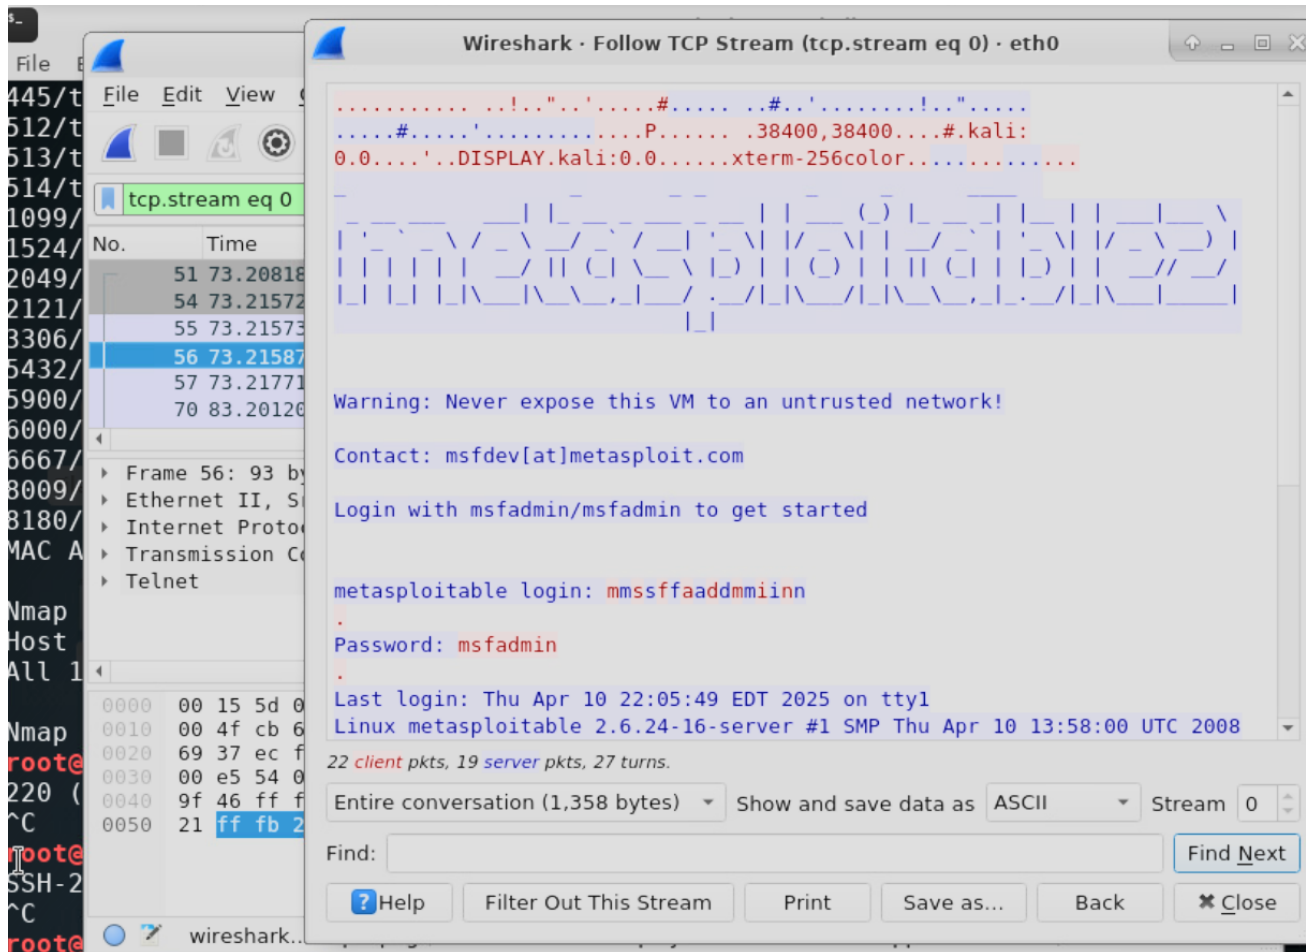 File
445/t
512/t
513/t
514/t
1099/
1524/
2049/
2121/
3306/
5432/
5900/
6000/
6667/
8009/
8180/
MAC A
Nmap
Host
All 1
Nmap
root@
220 (
^C
root@
SSH-2
^C
root@
File Edit View
tcp.stream eq 0
No. Time
51 73.20818
54 73.21572
55 73.21573
56 73.21587
57 73.21771
70 83.20120
Frame 56: 93 by
Ethernet II, S
Internet Proto
Transmission C
Telnet
0000 00 15 5d 0
0010 00 4f cb 6
0020 69 37 ec f
0030 00 e5 54 0
0040 9f 46 ff f
0050 21 ff fb 2
wireshark..
Wireshark · Follow TCP Stream (tcp.stream eq 0) · eth0
........... ..!.."..'.....#..... ..#..'........!..".....
.....#.....'.............P...... .38400,38400....#.kali:
0.0....'..DISPLAY.kali:0.0......xterm-256color.............
metasploitable2
Warning: Never expose this VM to an untrusted network!
Contact: msfdev[at]metasploit.com
Login with msfadmin/msfadmin to get started
metasploitable login: mmssffaaddmmiinn
.
Password: msfadmin
.
Last login: Thu Apr 10 22:05:49 EDT 2025 on tty1
Linux metasploitable 2.6.24-16-server #1 SMP Thu Apr 10 13:58:00 UTC 2008
22 client pkts, 19 server pkts, 27 turns.
Entire conversation (1,358 bytes) Show and save data as ASCII Stream 0
Find: Find Next
Help Filter Out This Stream Print Save as... Back Close